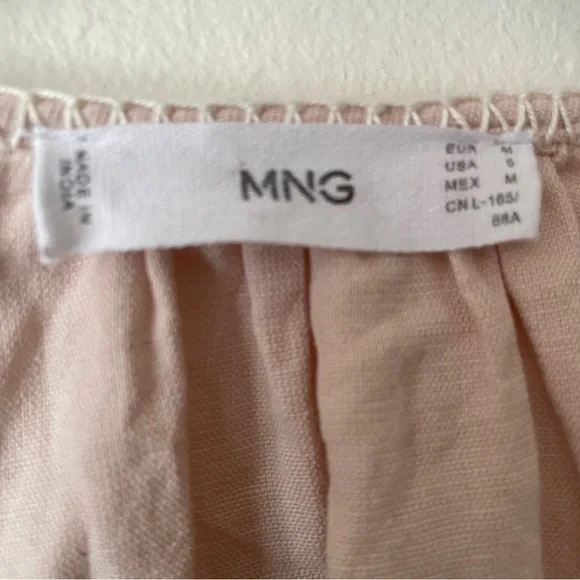 MADE IN
INDIA
MNG
EUR M
USA
MEX M
CN L-165/
88A